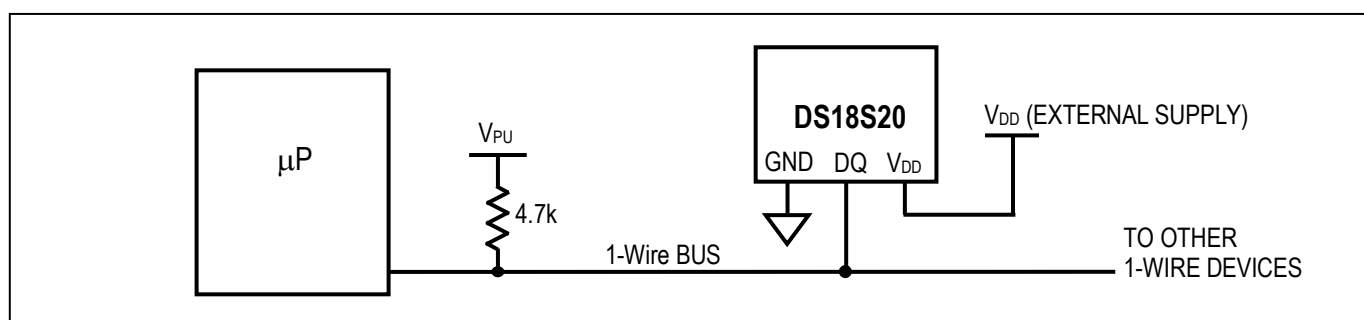 DS18S20
V_DD (EXTERNAL SUPPLY)
V_PU
µP
GND DQ V_DD
4.7k
1-Wire BUS
TO OTHER
1-WIRE DEVICES